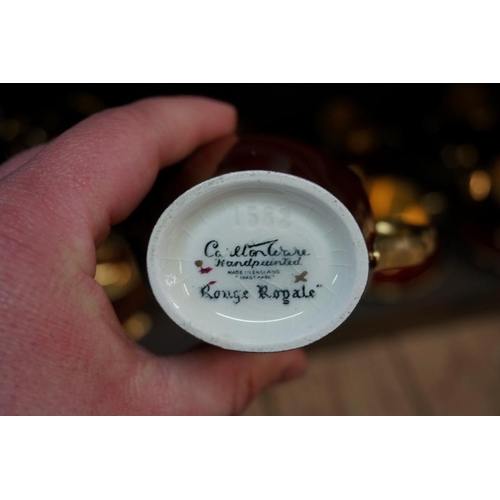 1582
Carlton Ware
Handpainted
MADE IN ENGLAND
"TRADE MARK"
"Rouge Royale"